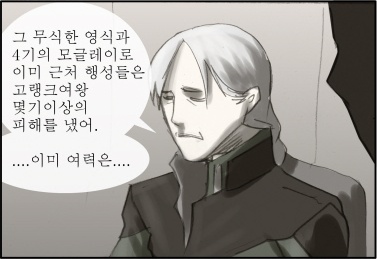 그 무식한 영식과
4기의 모글레이로
이미 근처 행성들은
고랭크여왕
몇기이상의
피해를 냈어.
....이미 여력은....